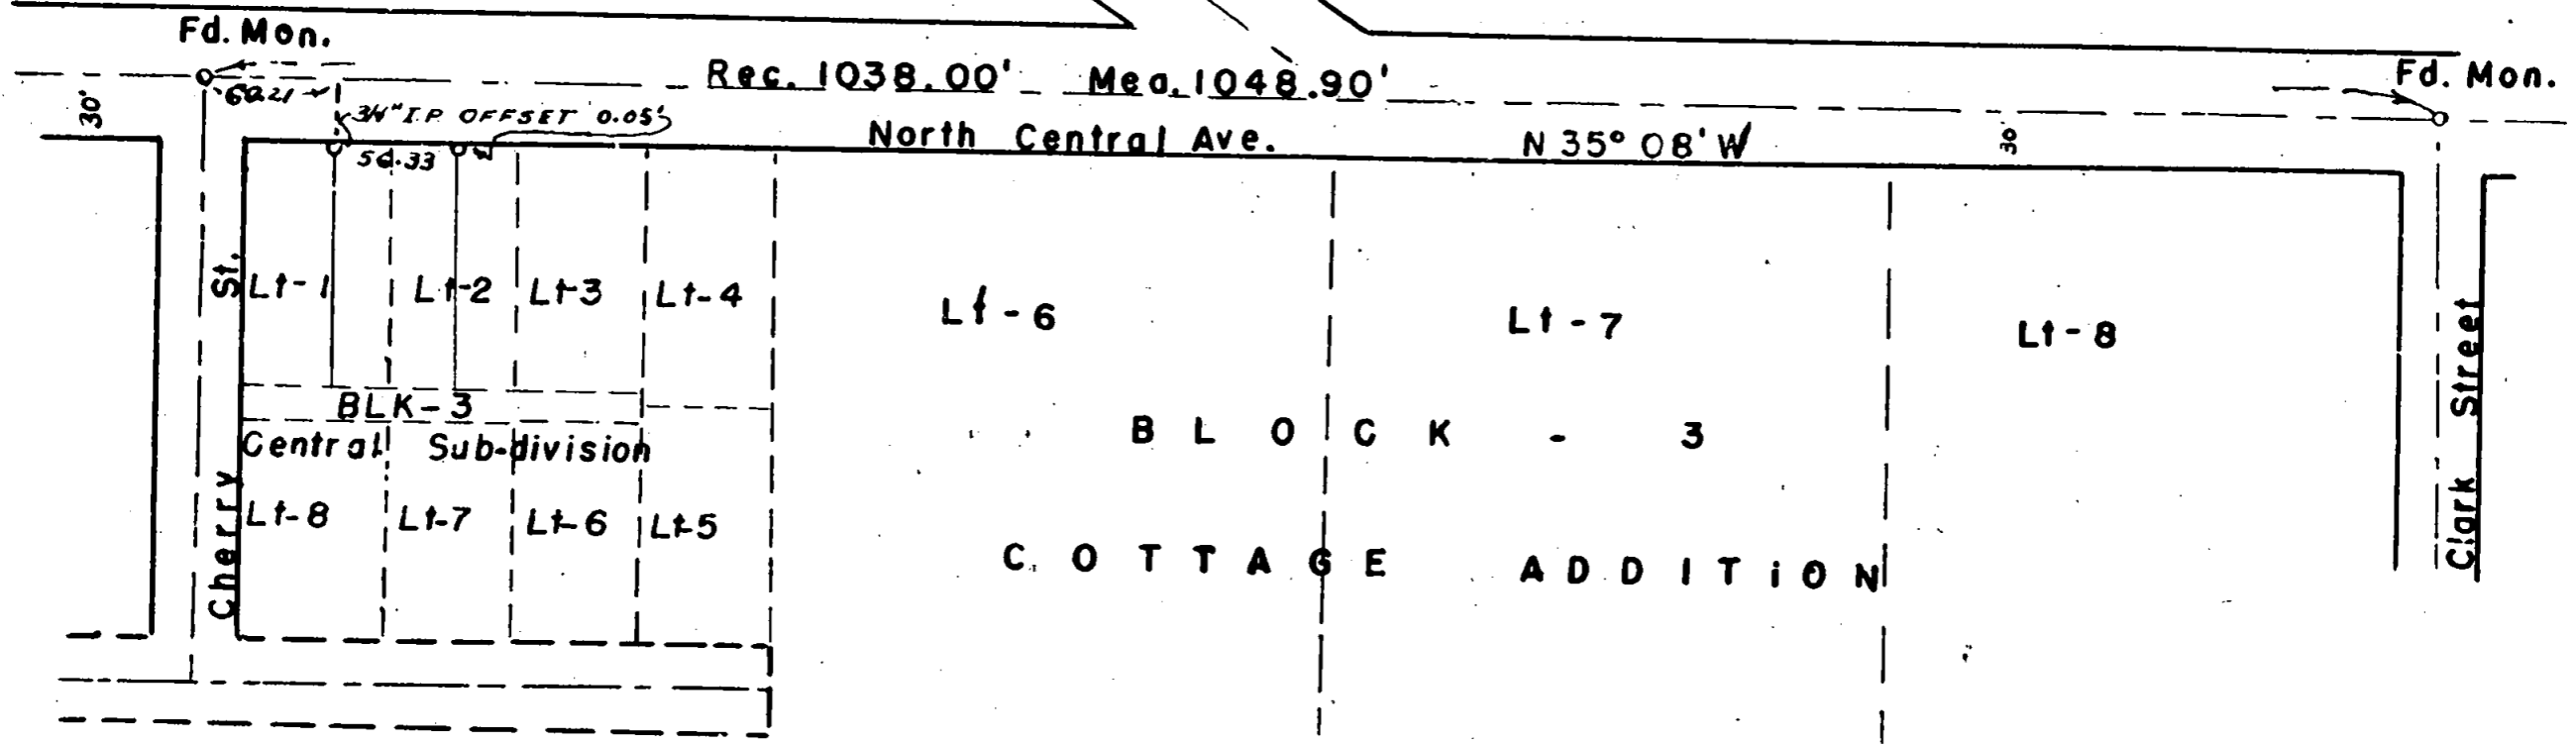 Fd. Mon.
Rec. 1038.00' Mea. 1048.90'
Fd. Mon.
60.21
30'
3/4" I.P. OFFSET 0.05'
North Central Ave. N 35° 08' W
30
.33
Lt-1 Lt-2 Lt-3 Lt-4
Lt-6 Lt-7 Lt-8
BLK-3
Central Sub-division
BLOCK - 3
Lt-8 Lt-7 Lt-6 Lt-5
COTTAGE ADDITION
Cherry St.
Clark Street